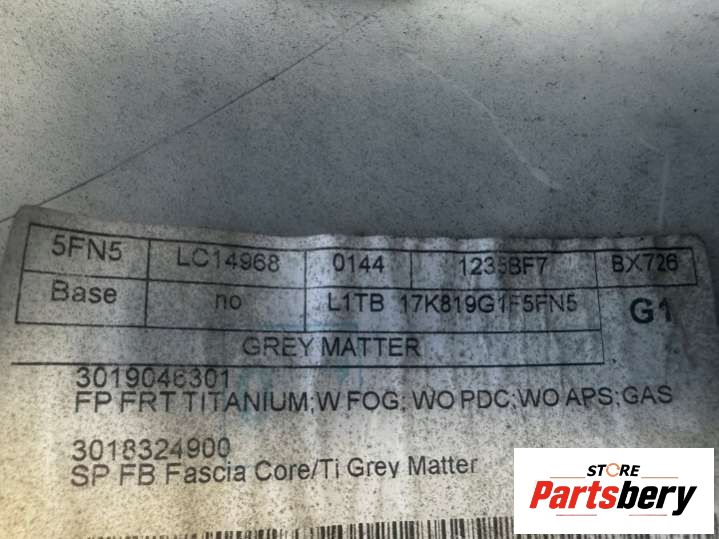 5FN5 LC14968 0144 1235BF7 BX726
Base no L1TB 17K819G1F5FN5 G1
GREY MATTER
3019046301
FP FRT TITANIUM; W FOG; WO PDC; WO APS; GAS
3018324900
SP FB Fascia Core/Ti Grey Matter
STORE
Partsbery